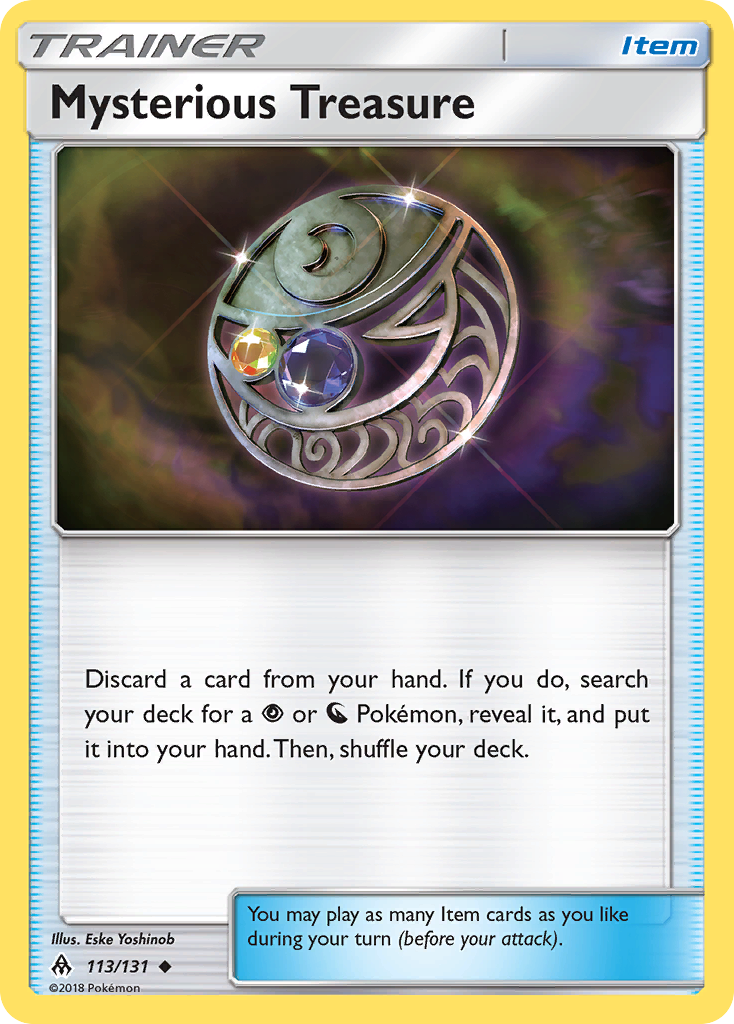 TRAINER
Item
Mysterious Treasure
Discard a card from your hand. If you do, search
your deck for a or Pokémon, reveal it, and put
it into your hand. Then, shuffle your deck.
You may play as many Item cards as you like
during your turn (before your attack).
Illus. Eske Yoshinob
113/131
©2018 Pokémon